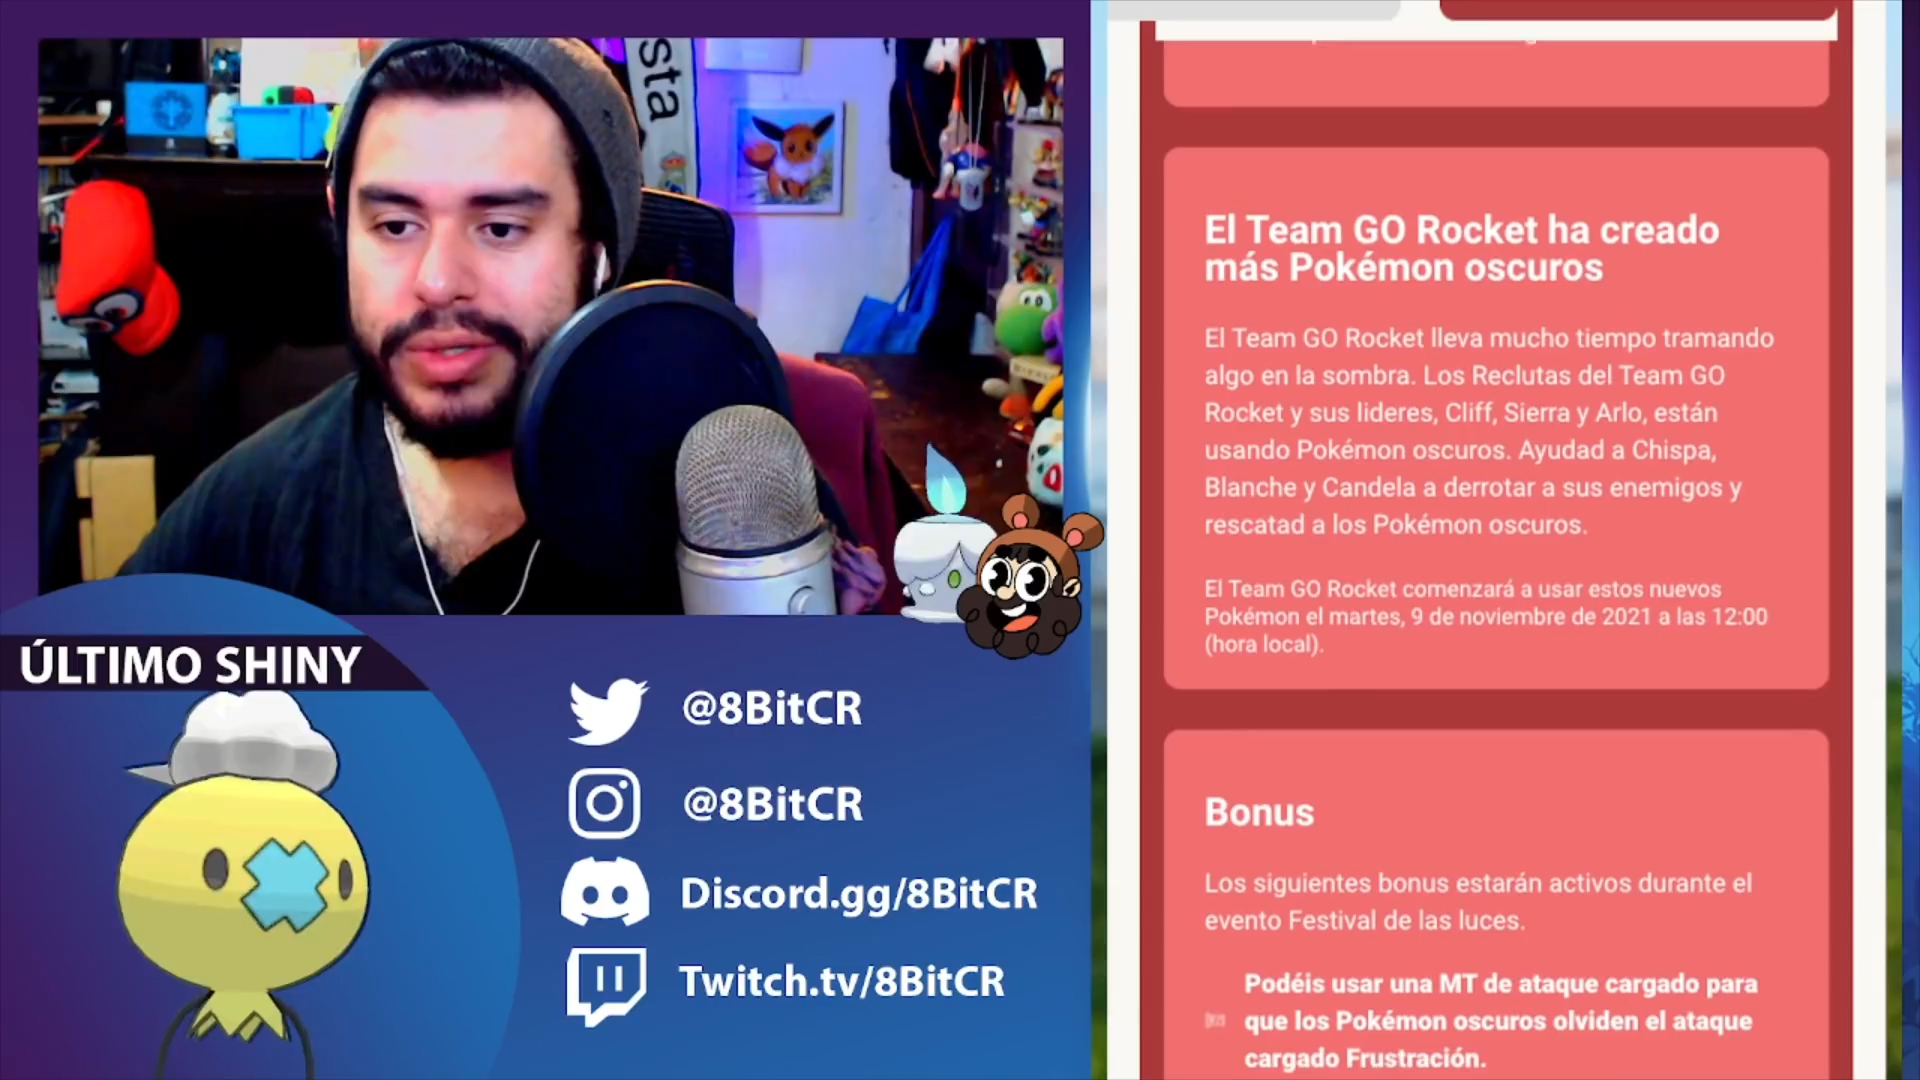 sta
ÚLTIMO SHINY
@8BitCR
@8BitCR
Discord.gg/8BitCR
Twitch.tv/8BitCR
El Team GO Rocket ha creado
más Pokémon oscuros
El Team GO Rocket lleva mucho tiempo tramando
algo en la sombra. Los Reclutas del Team GO
Rocket y sus lideres, Cliff, Sierra y Arlo, están
usando Pokémon oscuros. Ayudad a Chispa,
Blanche y Candela a derrotar a sus enemigos y
rescatad a los Pokémon oscuros.
El Team GO Rocket comenzará a usar estos nuevos
Pokémon el martes, 9 de noviembre de 2021 a las 12:00
(hora local).
Bonus
Los siguientes bonus estarán activos durante el
evento Festival de las luces.
Podéis usar una MT de ataque cargado para
que los Pokémon oscuros olviden el ataque
cargado Frustración.